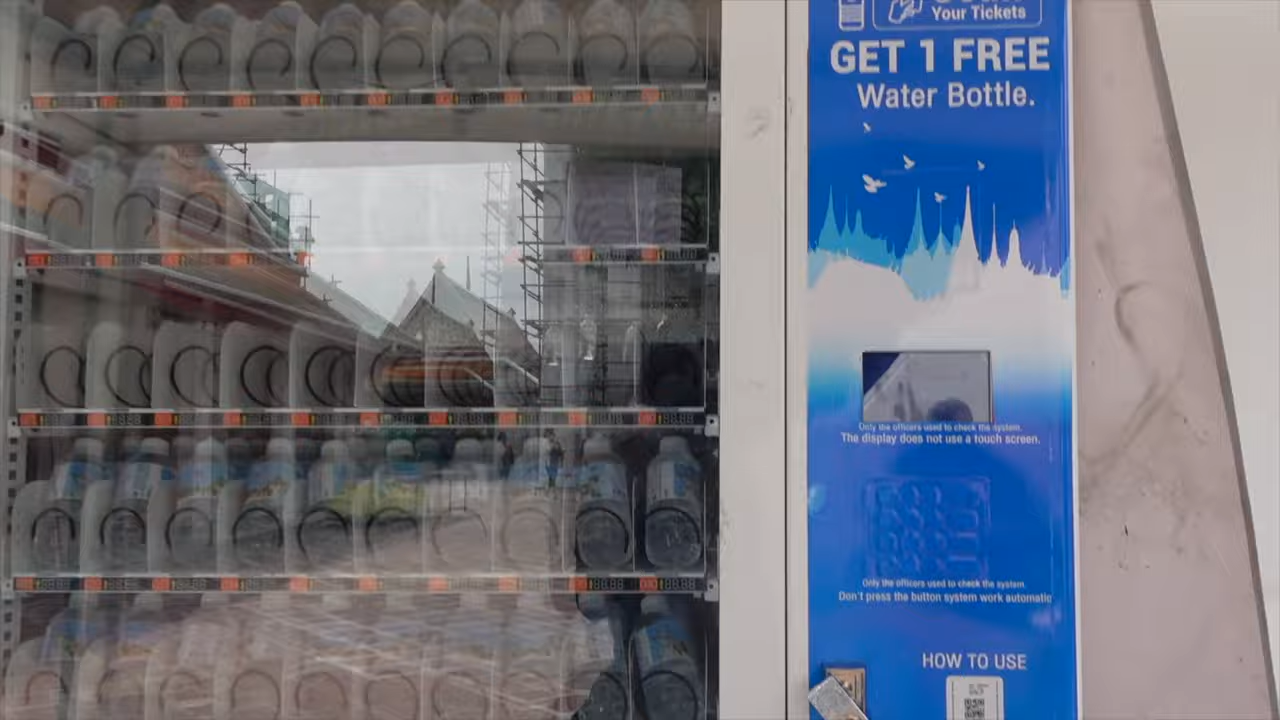 Your Tickets
GET 1 FREE
Water Bottle.
Only the officers used to check the system.
The display does not use a touch screen.
Only the officers used to check the system.
Don't press the button system work automatic
HOW TO USE